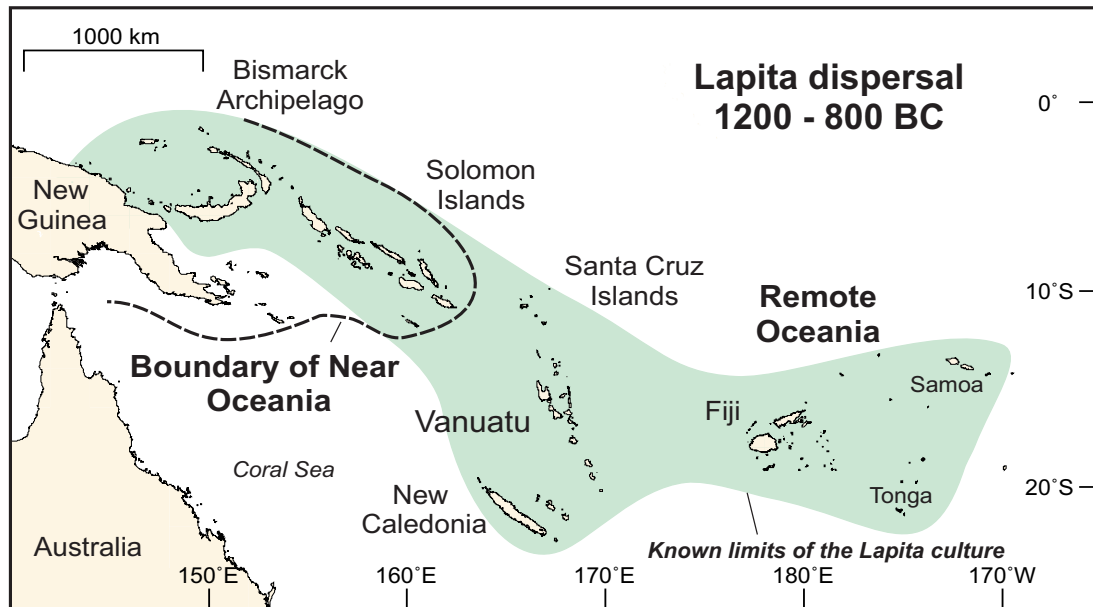 1000 km
Bismarck
Archipelago
Lapita dispersal
1200 - 800 BC
0˚
New
Guinea
Solomon
Islands
Santa Cruz
Islands
10˚S
Remote
Oceania
Boundary of Near
Oceania
Samoa
Vanuatu
Fiji
Coral Sea
New
Caledonia
Tonga
20˚S
Australia
Known limits of the Lapita culture
150˚E
160˚E
170˚E
180˚E
170˚W